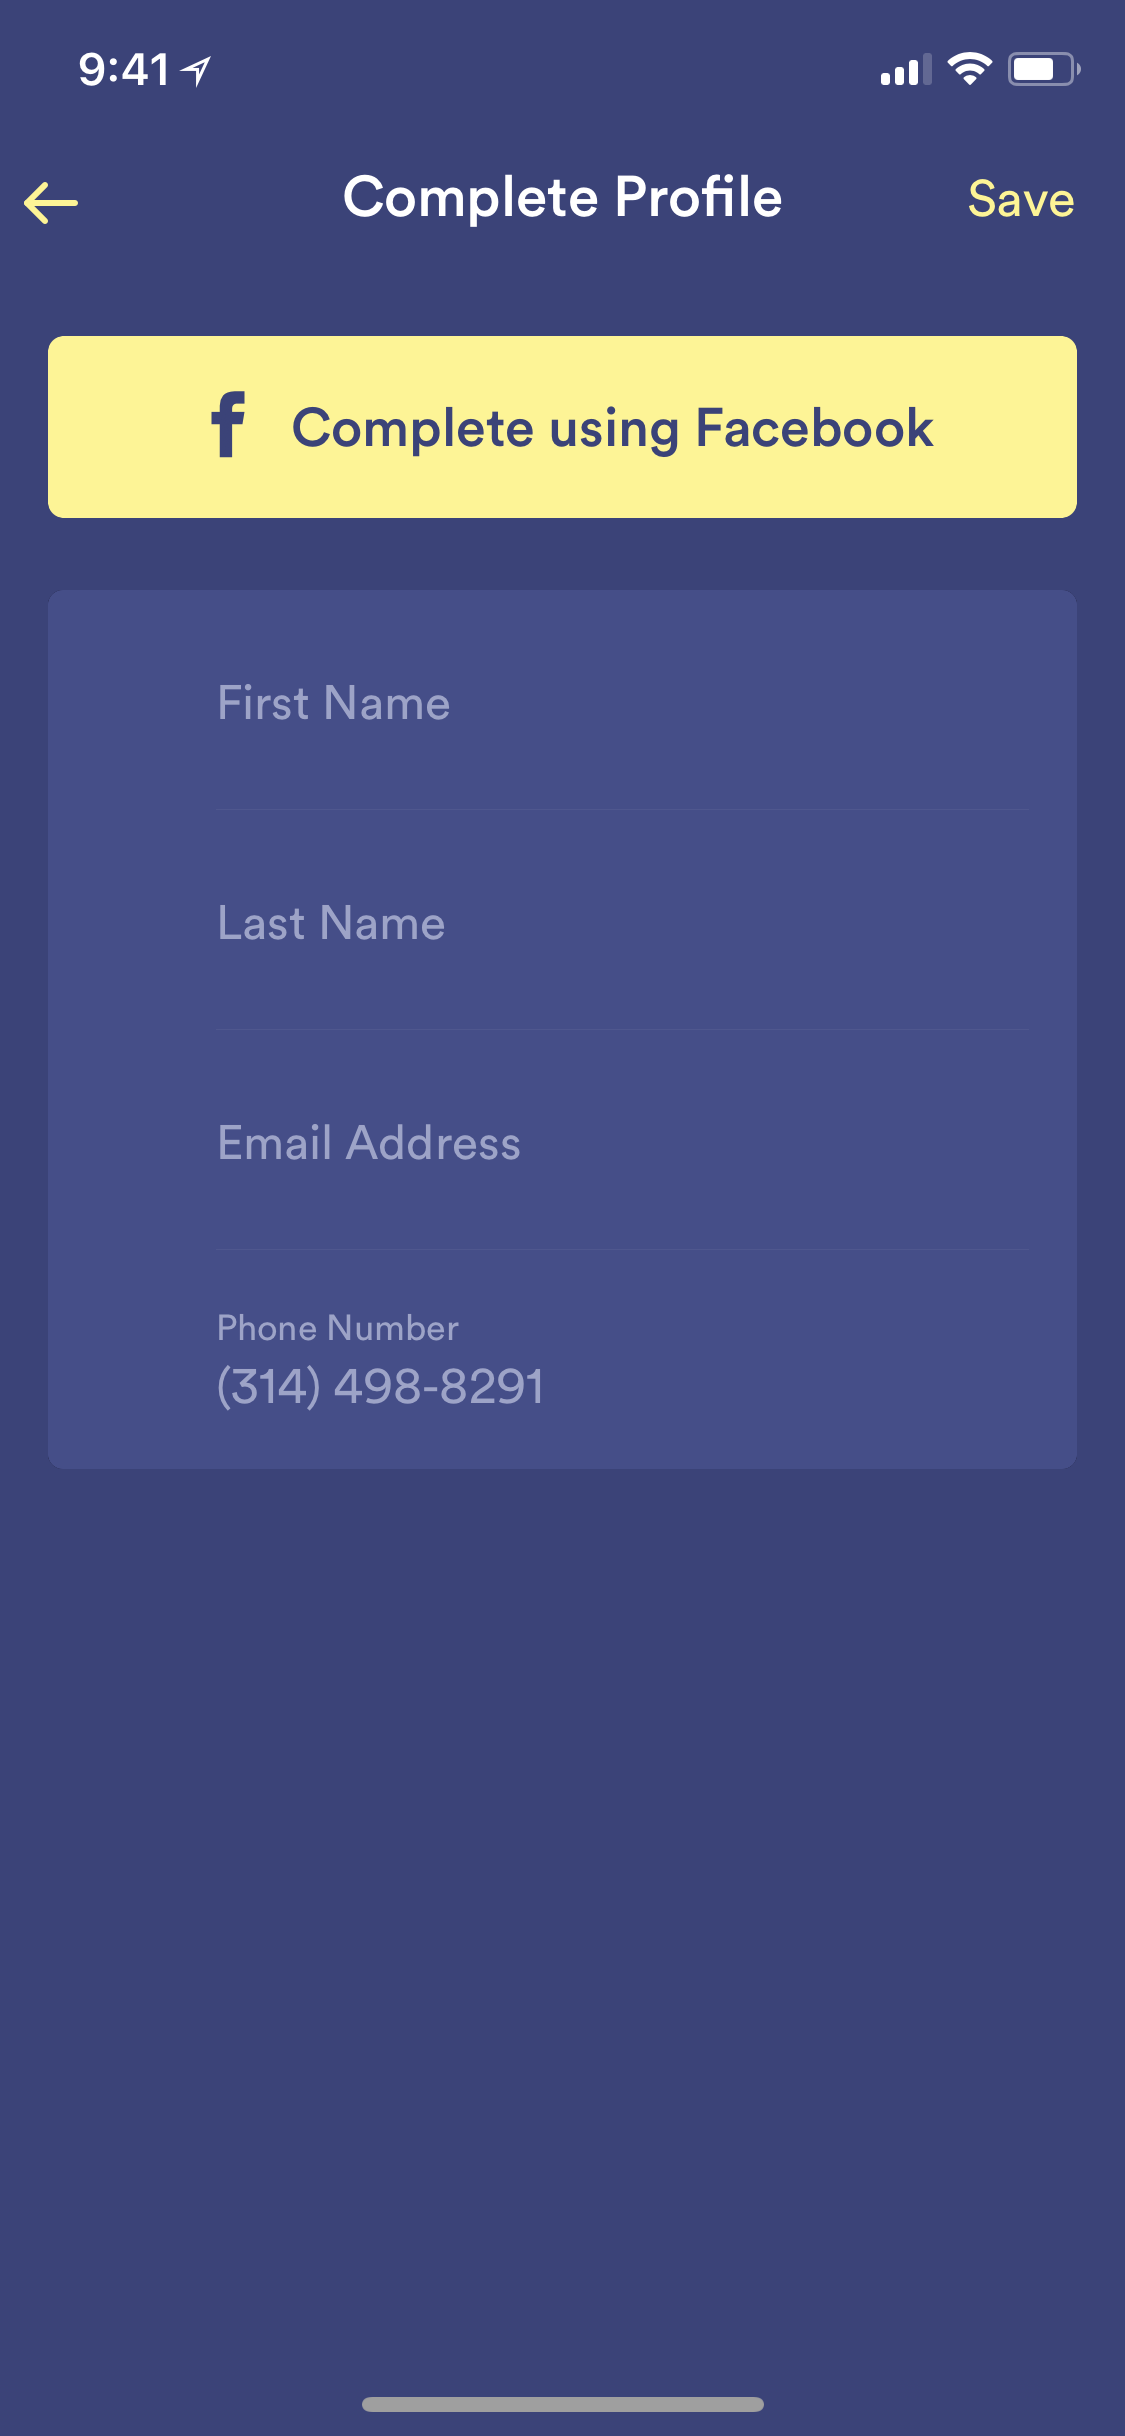 9:41
Complete Profile
Save
Complete using Facebook
First Name
Last Name
Email Address
Phone Number
(314) 498-8291